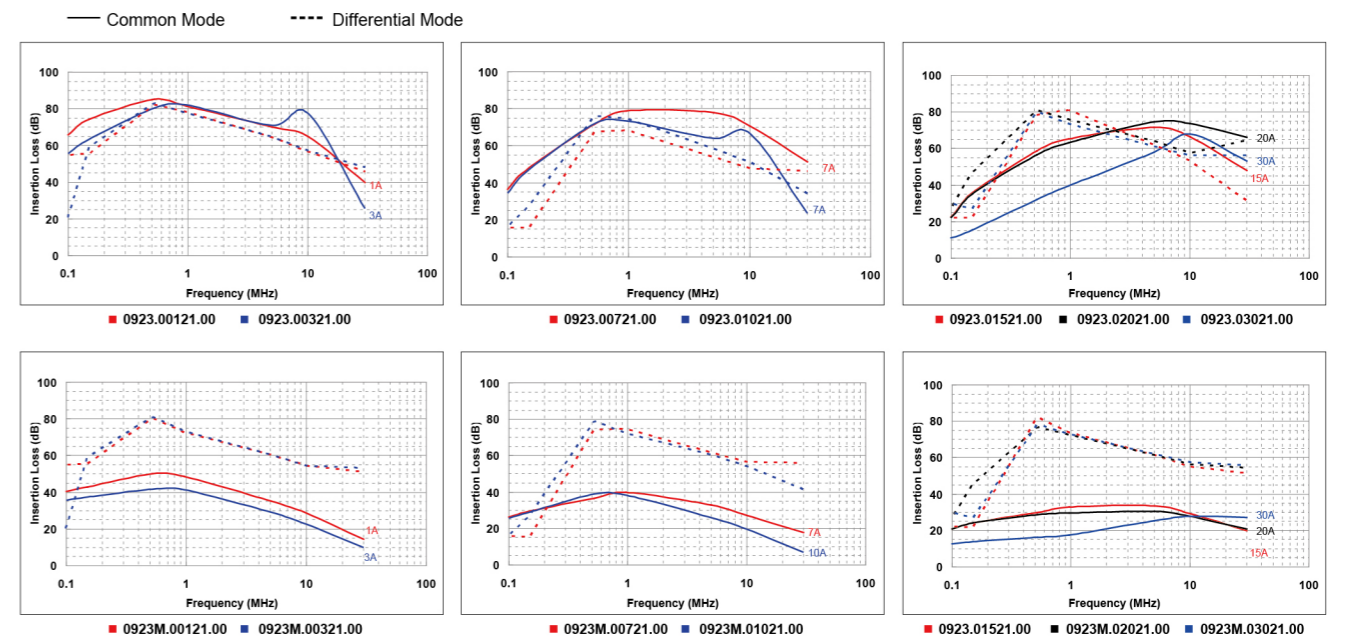 Common Mode Differential Mode
100
80
60
40
20
0
Insertion Loss (dB)
1A
3A
0.1 1 10 100
Frequency (MHz)
0923.00121.00 0923.00321.00
100
80
60
40
20
0
Insertion Loss (dB)
7A
7A
0.1 1 10 100
Frequency (MHz)
0923.00721.00 0923.01021.00
100
80
60
40
20
0
Insertion Loss (dB)
20A
30A
15A
0.1 1 10 100
Frequency (MHz)
0923.01521.00 0923.02021.00 0923.03021.00
100
80
60
40
20
0
Insertion Loss (dB)
1A
3A
0.1 1 10 100
Frequency (MHz)
0923M.00121.00 0923M.00321.00
100
80
60
40
20
0
Insertion Loss (dB)
7A
10A
0.1 1 10 100
Frequency (MHz)
0923M.00721.00 0923M.01021.00
100
80
60
40
20
0
Insertion Loss (dB)
30A
20A
15A
0.1 1 10 100
Frequency (MHz)
0923.01521.00 0923M.02021.00 0923M.03021.00